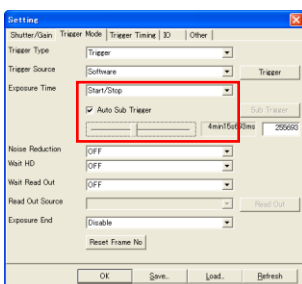 Setting
Shutter/Gain Trigger Mode Trigger Timing IO Other
Trigger Type Trigger
Trigger Source Software Trigger
Exposure Time Start/Stop
Auto Sub Trigger Sub Trigger
4min15s693ms 255693
Noise Reduction OFF
Wait HD OFF
Wait Read Out OFF
Read Out Source Read Out
Exposure End Disable
Reset Frame No
OK Save.. Load.. Refresh